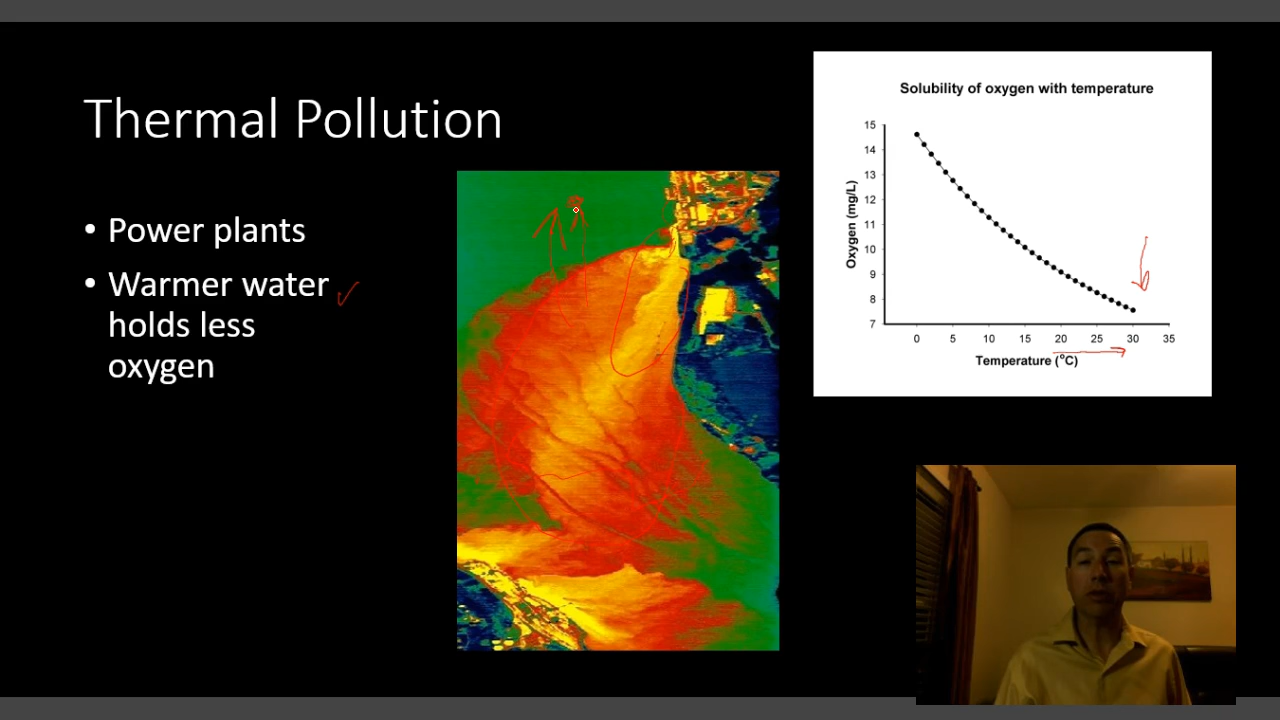 Thermal Pollution
• Power plants
• Warmer water
holds less
oxygen
Solubility of oxygen with temperature
15
14
13
12
11
10
9
8
7
Oxygen (mg/L)
0 5 10 15 20 25 30 35
Temperature (°C)